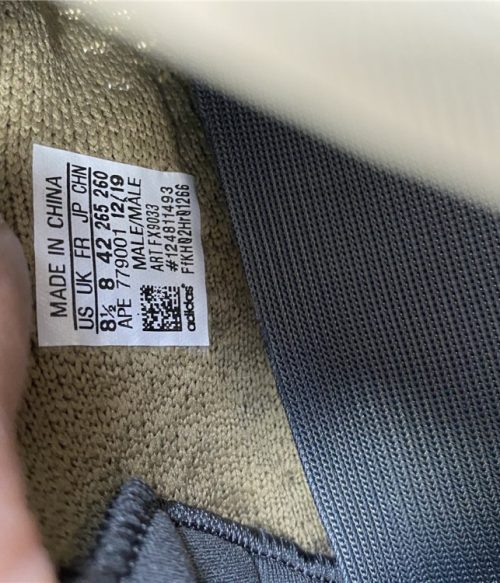 MADE IN CHINA
US UK FR JP CHN
8½ 8 42 265 260
APE 779001 12/19
MALE/MÂLE
ART FX9033
#124811493
FfKH02Hr01266
adidas